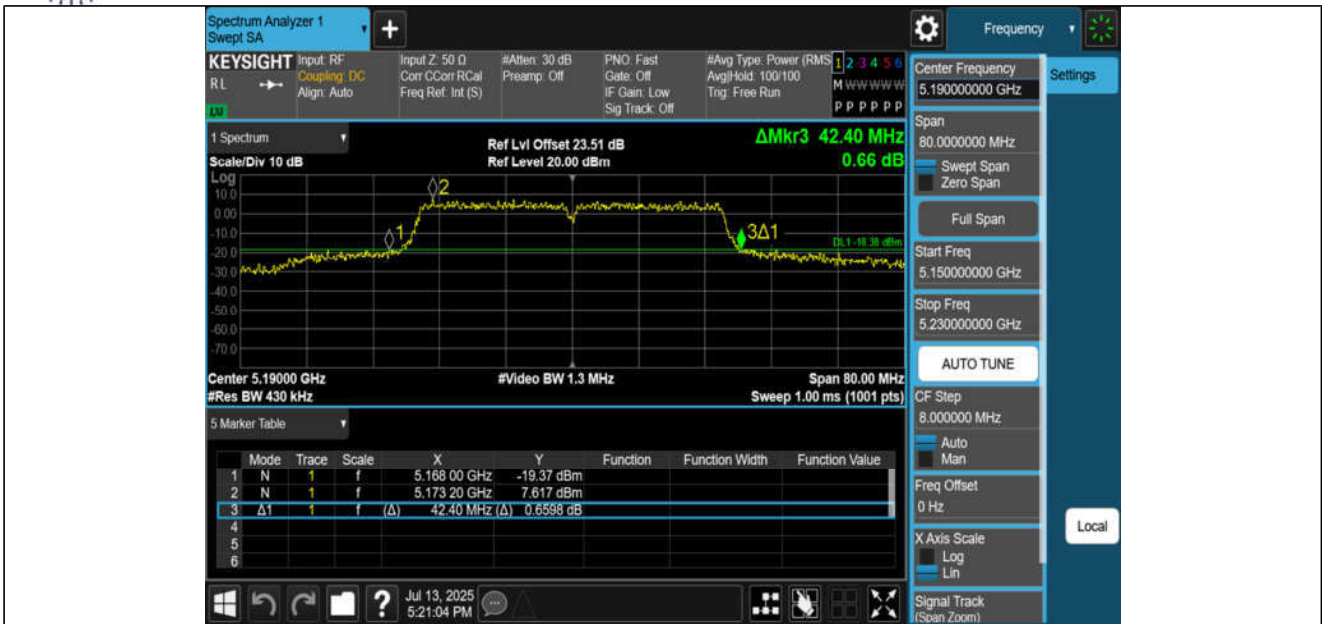 Spectrum Analyzer 1
Swept SA
+
Frequency
KEYSIGHT
RL
LV
Input: RF
Coupling: DC
Align: Auto
Input Z: 50 Ω
Corr CCorr RCal
Freq Ref: Int (S)
#Atten: 30 dB
Preamp: Off
PNO: Fast
Gate: Off
IF Gain: Low
Sig Track: Off
#Avg Type: Power (RMS
Avg|Hold: 100/100
Trig: Free Run
1 2 3 4 5 6
M W W W W W
P P P P P P
1 Spectrum
Scale/Div 10 dB
Ref Lvl Offset 23.51 dB
Ref Level 20.00 dBm
ΔMkr3 42.40 MHz
0.66 dB
Log
10.0
0.00
-10.0
-20.0
-30.0
-40.0
-50.0
-60.0
-70.0
2
1
3Δ1
DL1 -18.38 dBm
Center 5.19000 GHz
#Video BW 1.3 MHz
Span 80.00 MHz
#Res BW 430 kHz
Sweep 1.00 ms (1001 pts)
5 Marker Table
Mode Trace Scale X Y Function Function Width Function Value
1 N 1 f 5.168 00 GHz -19.37 dBm
2 N 1 f 5.173 20 GHz 7.617 dBm
3 Δ1 1 f (Δ) 42.40 MHz (Δ) 0.6598 dB
4
5
6
?
Jul 13, 2025
5:21:04 PM
Center Frequency
5.190000000 GHz
Span
80.0000000 MHz
Swept Span
Zero Span
Full Span
Start Freq
5.150000000 GHz
Stop Freq
5.230000000 GHz
AUTO TUNE
CF Step
8.000000 MHz
Auto
Man
Freq Offset
0 Hz
X Axis Scale
Log
Lin
Signal Track
(Span Zoom)
Settings
Local